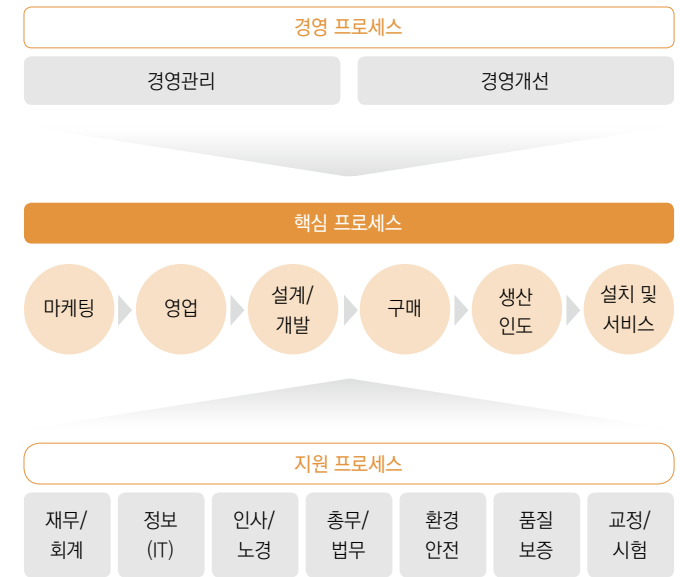 경영 프로세스
경영관리
경영개선
핵심 프로세스
마케팅
영업
설계/
개발
구매
생산
인도
설치 및
서비스
지원 프로세스
재무/
회계
정보
(IT)
인사/
노경
총무/
법무
환경
안전
품질
보증
교정/
시험